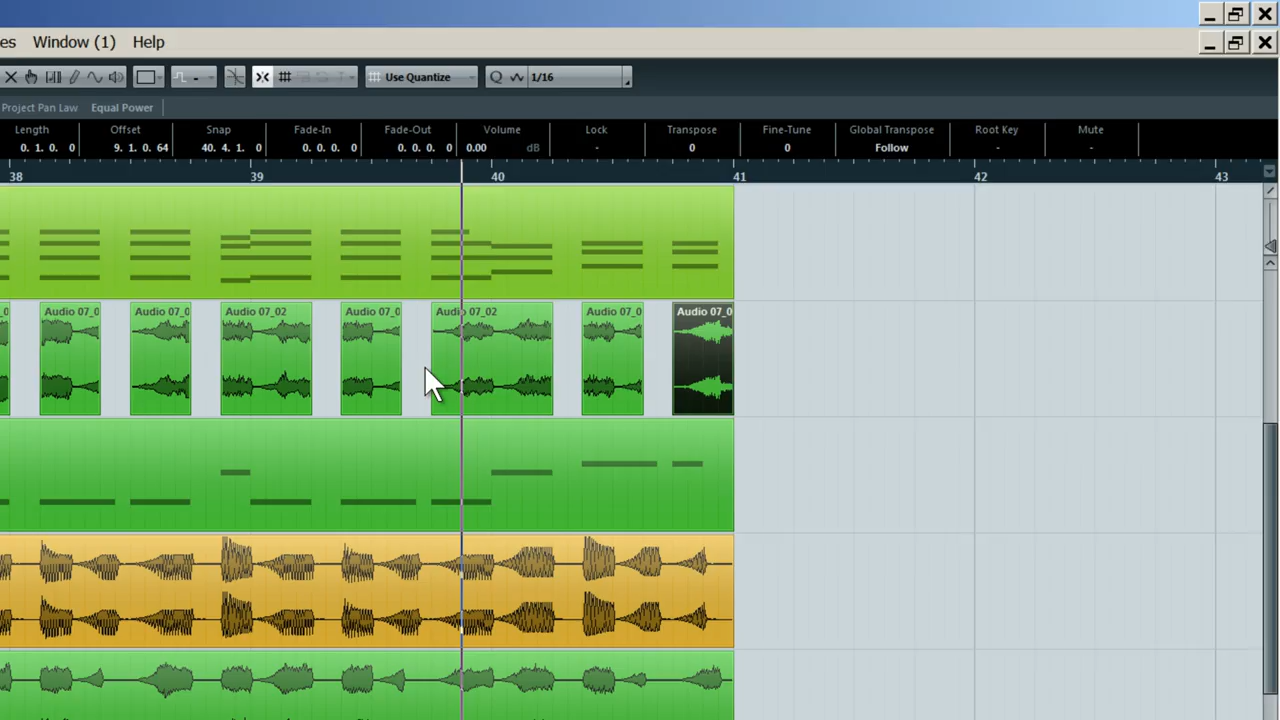 es Window (1) Help
Use Quantize Q 1/16
Project Pan Law Equal Power
Length Offset Snap Fade-In Fade-Out Volume Lock Transpose Fine-Tune Global Transpose Root Key Mute
0. 1. 0. 0 9. 1. 0. 64 40. 4. 1. 0 0. 0. 0. 0 0. 0. 0. 0 0.00 dB - 0 0 Follow - -
38 39 40 41 42 43
Audio 07_0 Audio 07_0 Audio 07_02 Audio 07_0 Audio 07_02 Audio 07_0 Audio 07_0